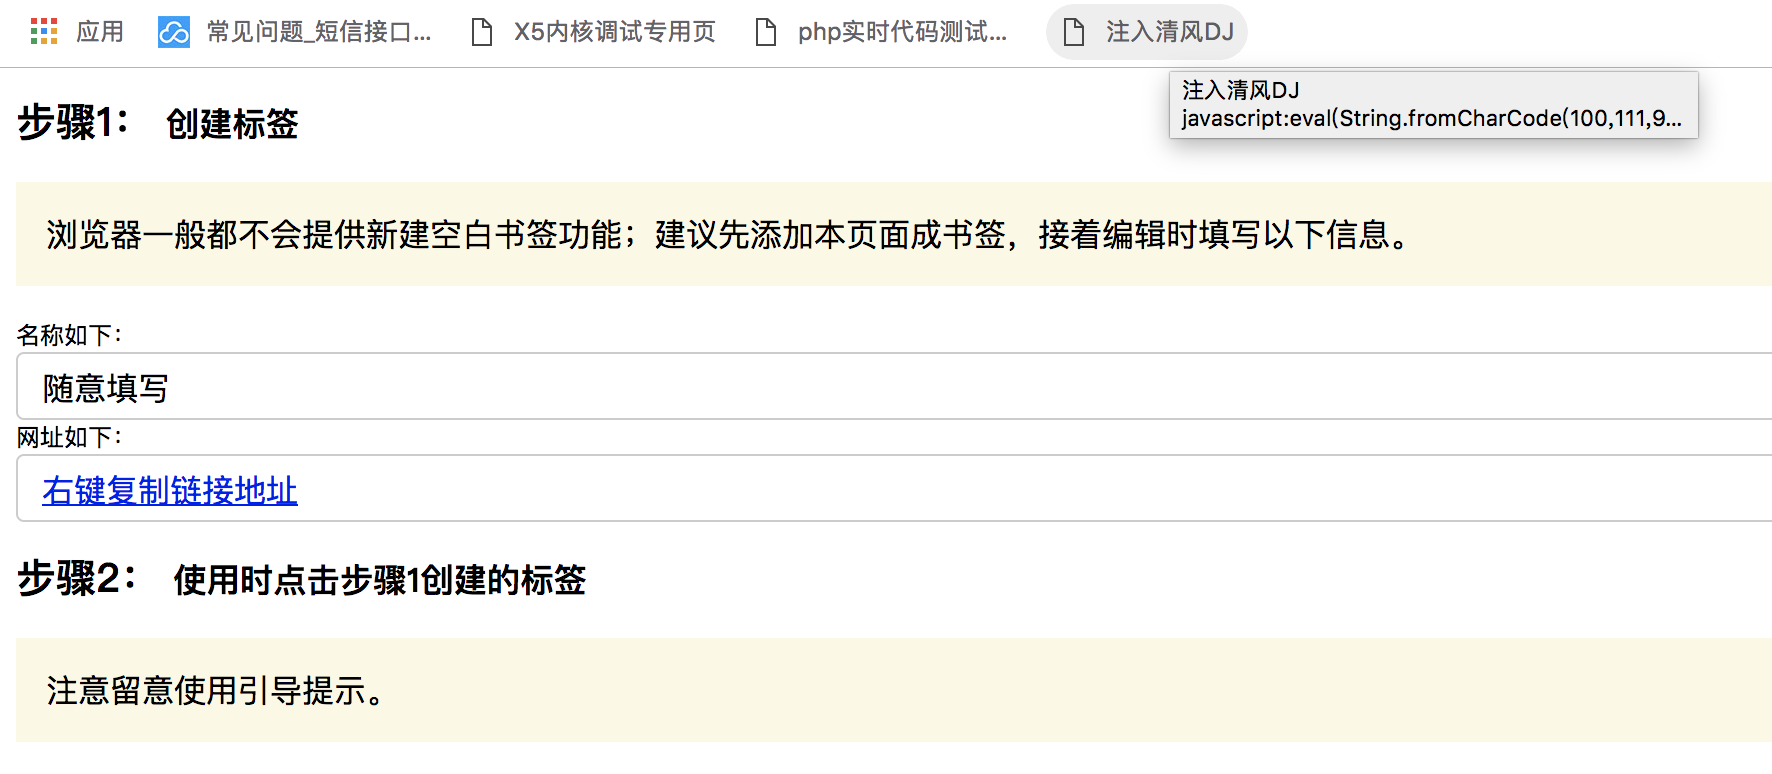 应用
常见问题_短信接口...
X5内核调试专用页
php实时代码测试...
注入清风DJ
注入清风DJ
javascript:eval(String.fromCharCode(100,111,9...
步骤1： 创建标签
浏览器一般都不会提供新建空白书签功能；建议先添加本页面成书签，接着编辑时填写以下信息。
名称如下：
随意填写
网址如下：
右键复制链接地址
步骤2： 使用时点击步骤1创建的标签
注意留意使用引导提示。